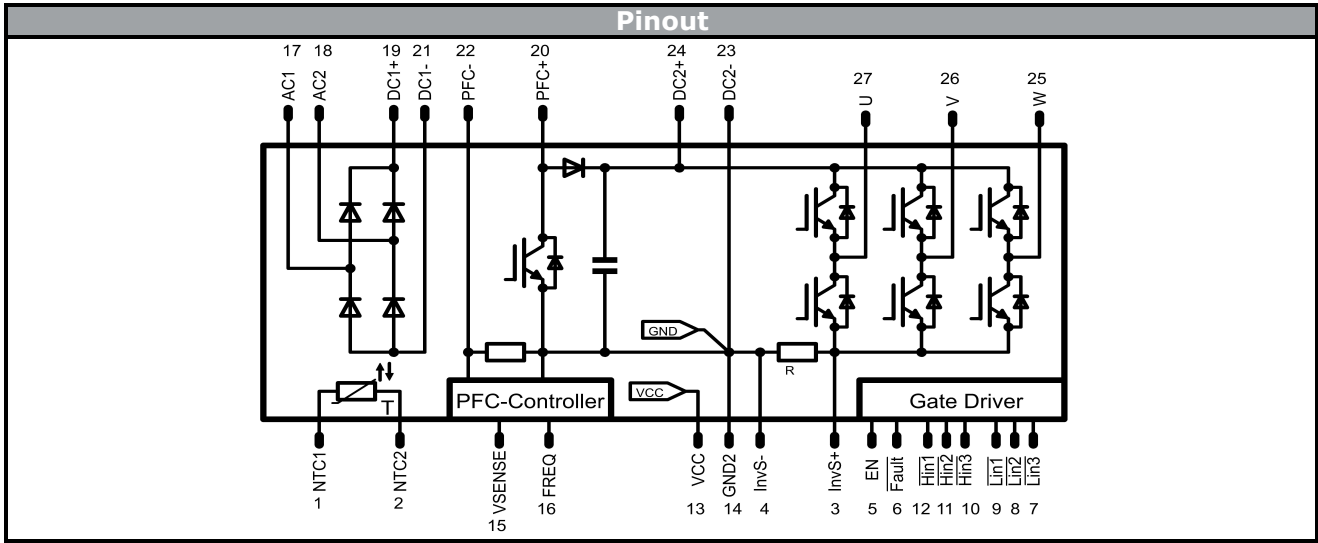 Pinout
17 18 19 21 22 20 24 23
AC1
AC2
DC1+
DC1-
PFC-
PFC+
DC2+
DC2-
27 26 25
U
V
W
GND
R
T
PFC-Controller
VCC
Gate Driver
NTC1
NTC2
VSENSE
FREQ
VCC
GND2
InvS-
InvS+
EN
Fault
Hin1
Hin2
Hin3
Lin1
Lin2
Lin3
1 2 15 16 13 14 4 3 5 6 12 11 10 9 8 7